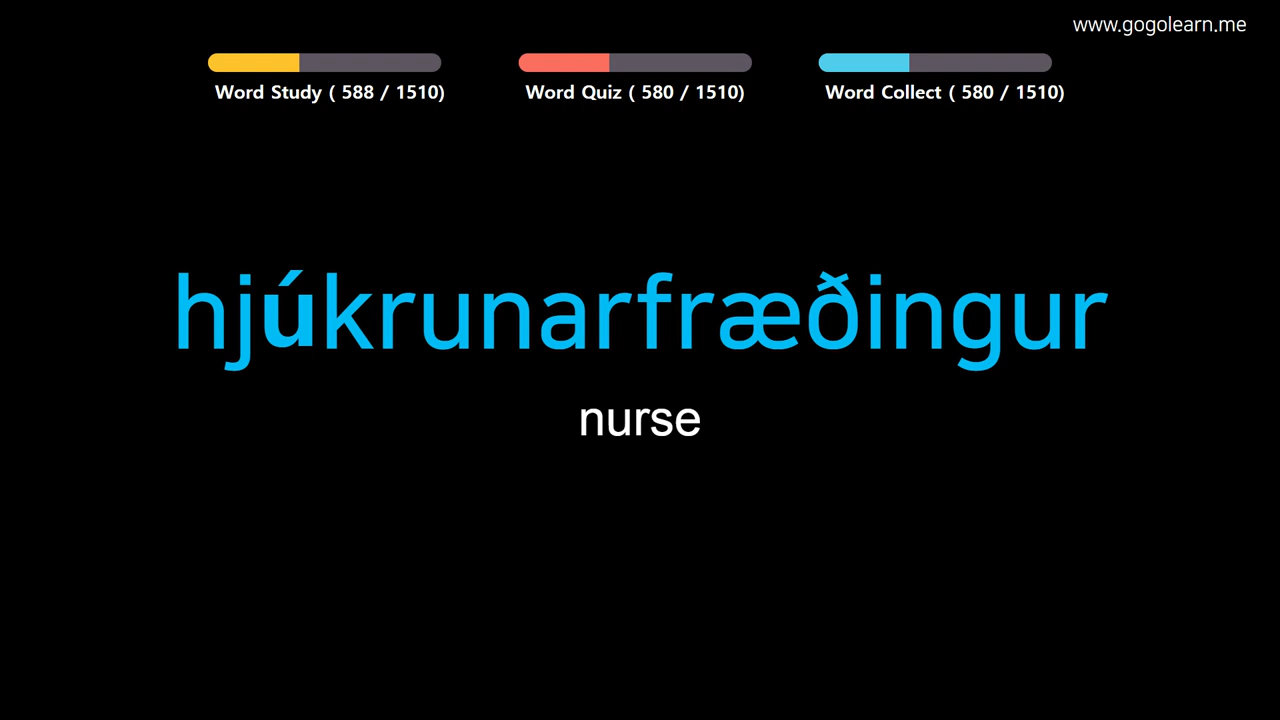 www.gogolearn.me
Word Study ( 588 / 1510)
Word Quiz ( 580 / 1510)
Word Collect ( 580 / 1510)
hjúkrunarfræðingur
nurse